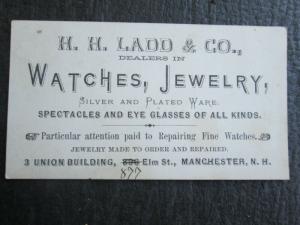 H. H. LADD & CO.,
DEALERS IN
WATCHES, JEWELRY,
SILVER AND PLATED WARE.
SPECTACLES AND EYE GLASSES OF ALL KINDS.
Particular attention paid to Repairing Fine Watches.
JEWELRY MADE TO ORDER AND REPAIRED.
3 UNION BUILDING, Elm St., MANCHESTER, N. H.
877